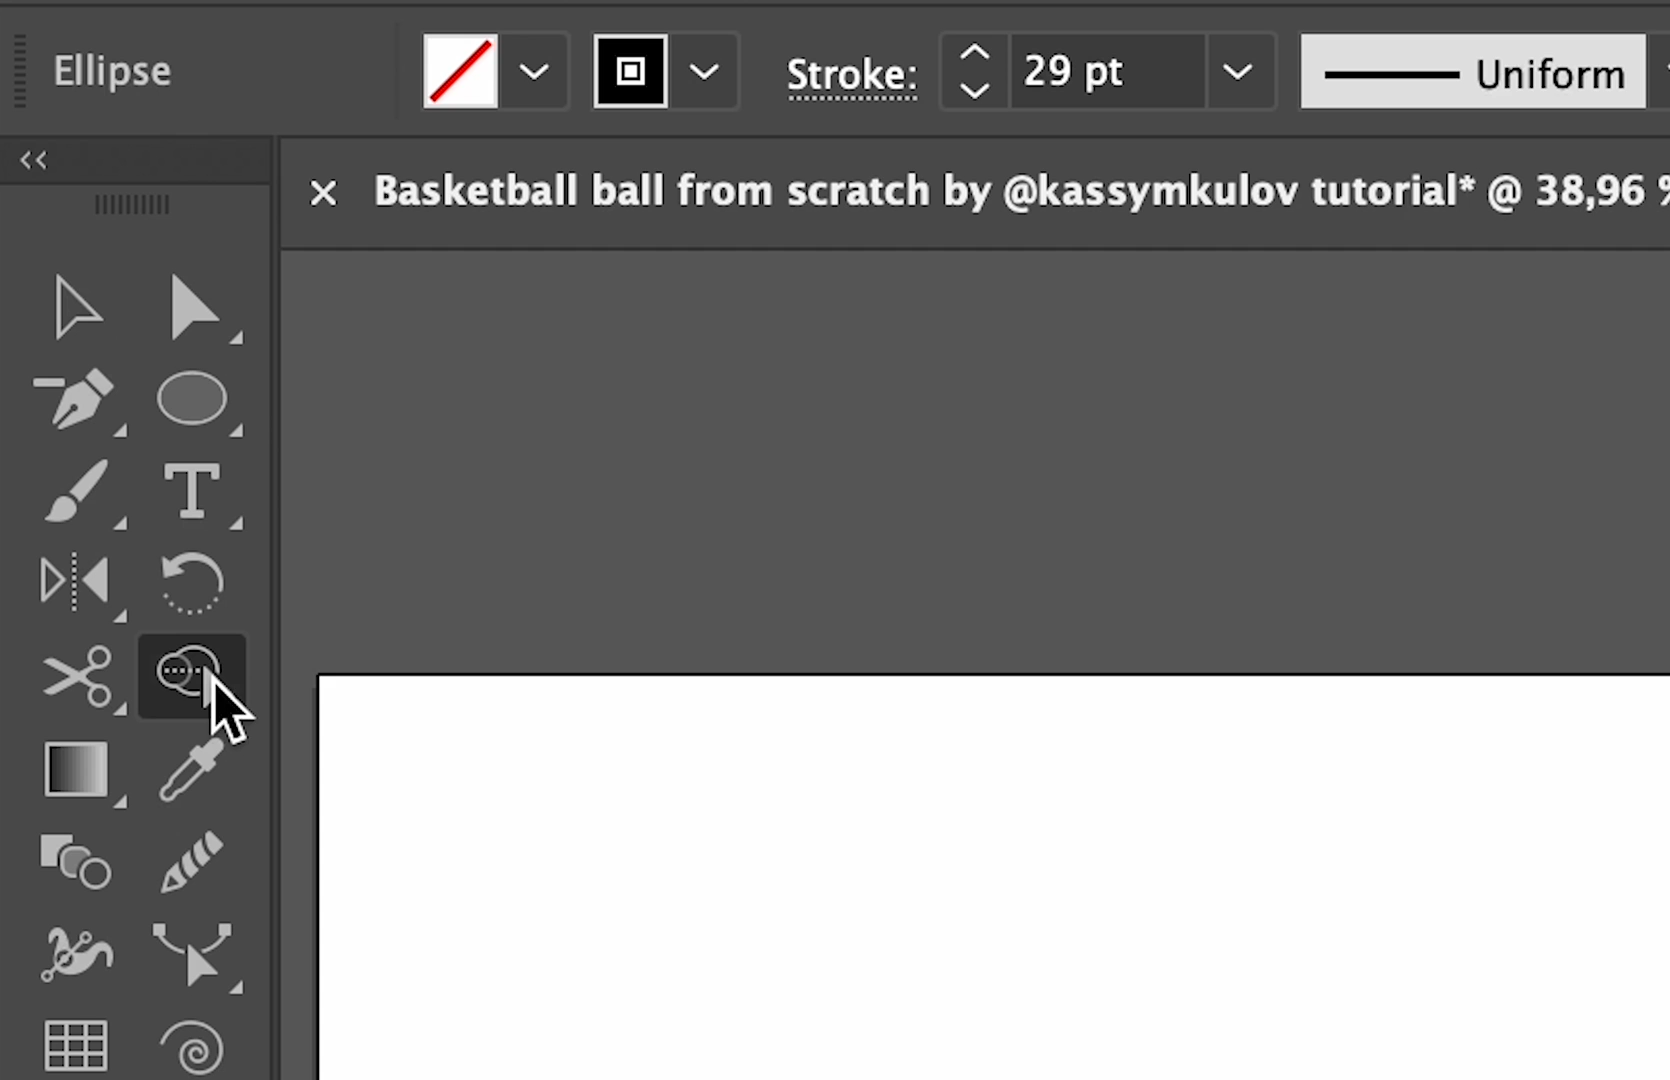 Ellipse
Stroke:
29 pt
Uniform
Basketball ball from scratch by @kassymkulov tutorial* @ 38,96 %
T